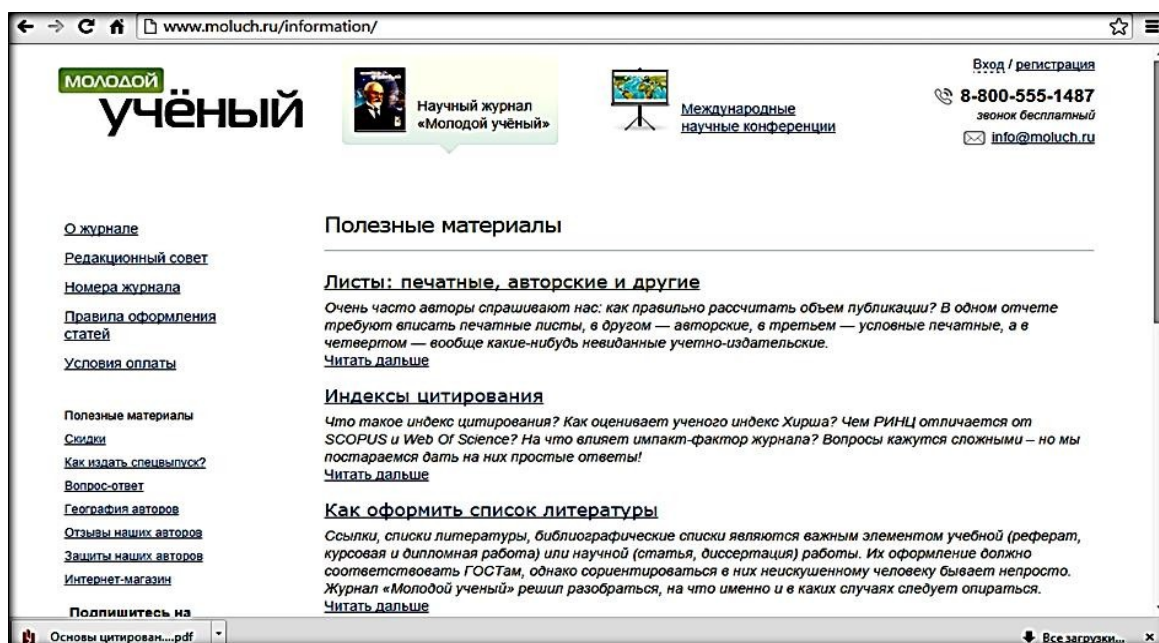 www.moluch.ru/information/
МОЛОДОЙ
УЧЁНЫЙ
Научный журнал
«Молодой учёный»
Международные
научные конференции
Вход / регистрация
8-800-555-1487
звонок бесплатный
info@moluch.ru
О журнале
Редакционный совет
Номера журнала
Правила оформления
статей
Условия оплаты
Полезные материалы
Скидки
Как издать спецвыпуск?
Вопрос-ответ
География авторов
Отзывы наших авторов
Защиты наших авторов
Интернет-магазин
Подпишитесь на
Полезные материалы
Листы: печатные, авторские и другие
Очень часто авторы спрашивают нас: как правильно рассчитать объем публикации? В одном отчете
требуют вписать печатные листы, в другом — авторские, в третьем — условные печатные, а в
четвертом — вообще какие-нибудь невиданные учетно-издательские.
Читать дальше
Индексы цитирования
Что такое индекс цитирования? Как оценивает ученого индекс Хирша? Чем РИНЦ отличается от
SCOPUS и Web Of Science? На что влияет импакт-фактор журнала? Вопросы кажутся сложными – но мы
постараемся дать на них простые ответы!
Читать дальше
Как оформить список литературы
Ссылки, списки литературы, библиографические списки являются важным элементом учебной (реферат,
курсовая и дипломная работа) или научной (статья, диссертация) работы. Их оформление должно
соответствовать ГОСТам, однако сориентироваться в них неискушенному человеку бывает непросто.
Журнал «Молодой ученый» решил разобраться, на что именно и в каких случаях следует опираться.
Читать дальше
Основы цитирован....pdf
Все загрузки...